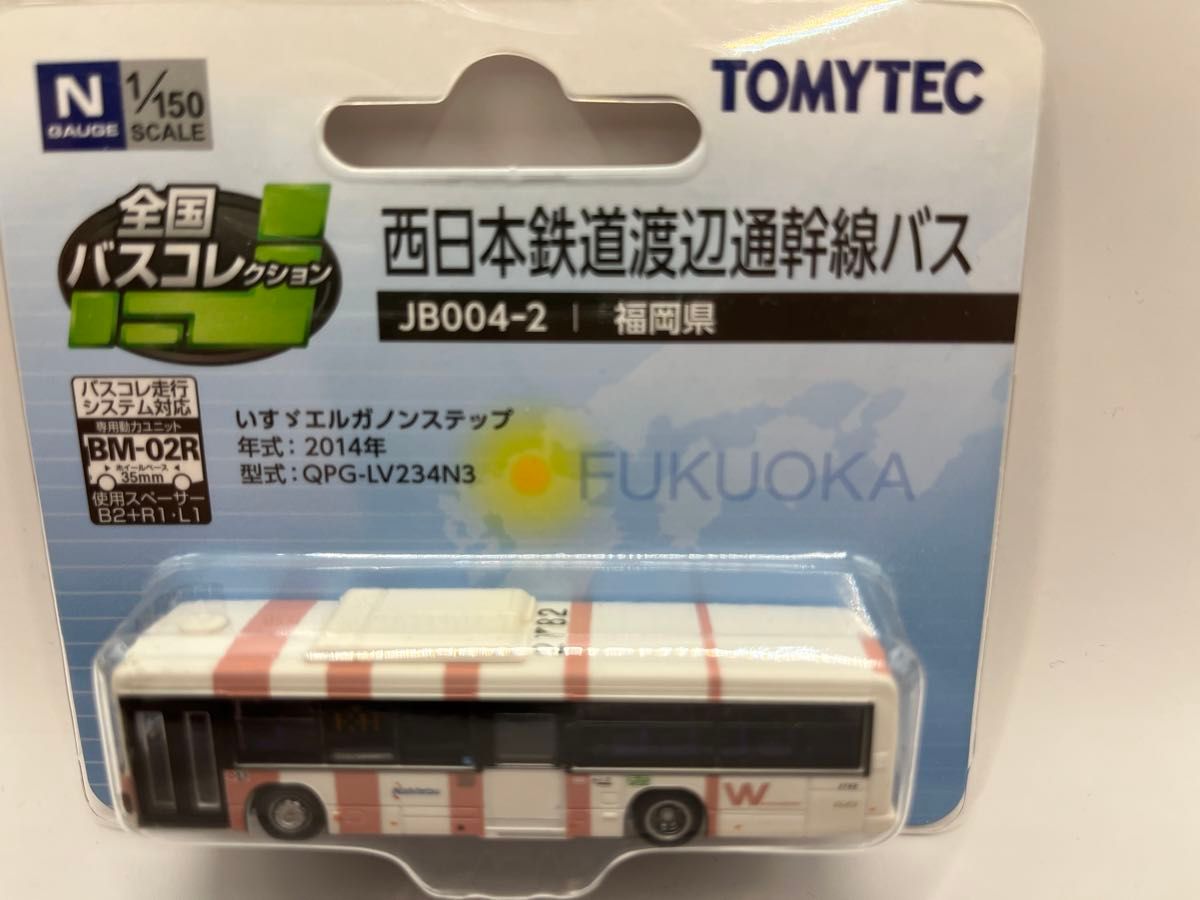 N
GAUGE
1/150
SCALE
TOMYTEC
全国
バスコレクション
西日本鉄道渡辺通幹線バス
JB004-2 | 福岡県
バスコレ走行
システム対応
専用動力ユニット
BM-02R
ホイールベース
35mm
使用スペーサー
B2+R1・L1
いすゞエルガノンステップ
年式：2014年
型式：QPG-LV234N3
FUKUOKA
Nishitetsu
W